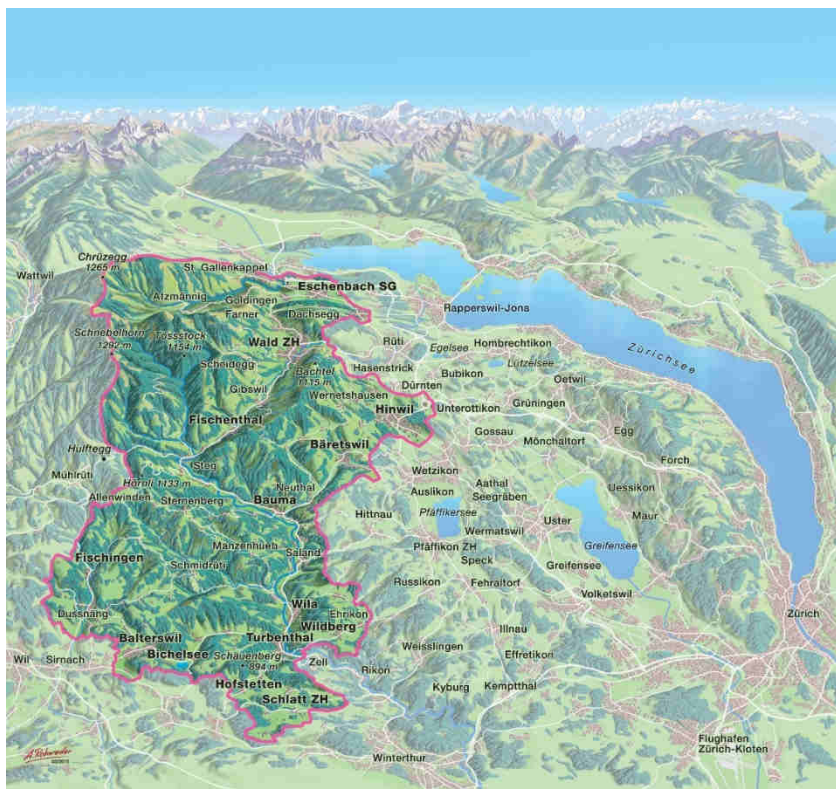 Chrüzegg
1265 m
St. Gallenkappel
Wattwil
Eschenbach SG
Atzmännig
Goldingen
Farner
Dachsegg
Rapperswil-Jona
Schnebelhorn
1292 m
Tössstock
1154 m
Wald ZH
Rüti
Egelsee
Hombrechtikon
Zürichsee
Scheidegg
Bachtel
1115 m
Hasenstrick
Lützelsee
Bubikon
Oetwil
Gibswil
Wernetshausen
Dürnten
Grüningen
Fischenthal
Hinwil
Unterottikon
Gossau
Egg
Bäretswil
Mönchaltorf
Hulftegg
Steg
Forch
Mühlrüti
Hörnli 1133 m
Neuthal
Wetzikon
Aathal
Uessikon
Allenwinden
Sternenberg
Bauma
Auslikon
Seegräben
Hittnau
Pfäffikersee
Uster
Maur
Wermatswil
Manzenhueb
Saland
Pfäffikon ZH
Greifensee
Fischingen
Speck
Schmidrüti
Greifensee
Russikon
Fehraltorf
Volketswil
Dussnang
Wila
Ehrikon
Zürich
Wildberg
Illnau
Balterswil
Turbenthal
Weisslingen
Effretikon
Wil
Sirnach
Bichelsee
Schauenberg
894 m
Zell
Rikon
Hofstetten
Kyburg
Kemptthal
Schlatt ZH
Flughafen
Zürich-Kloten
Winterthur